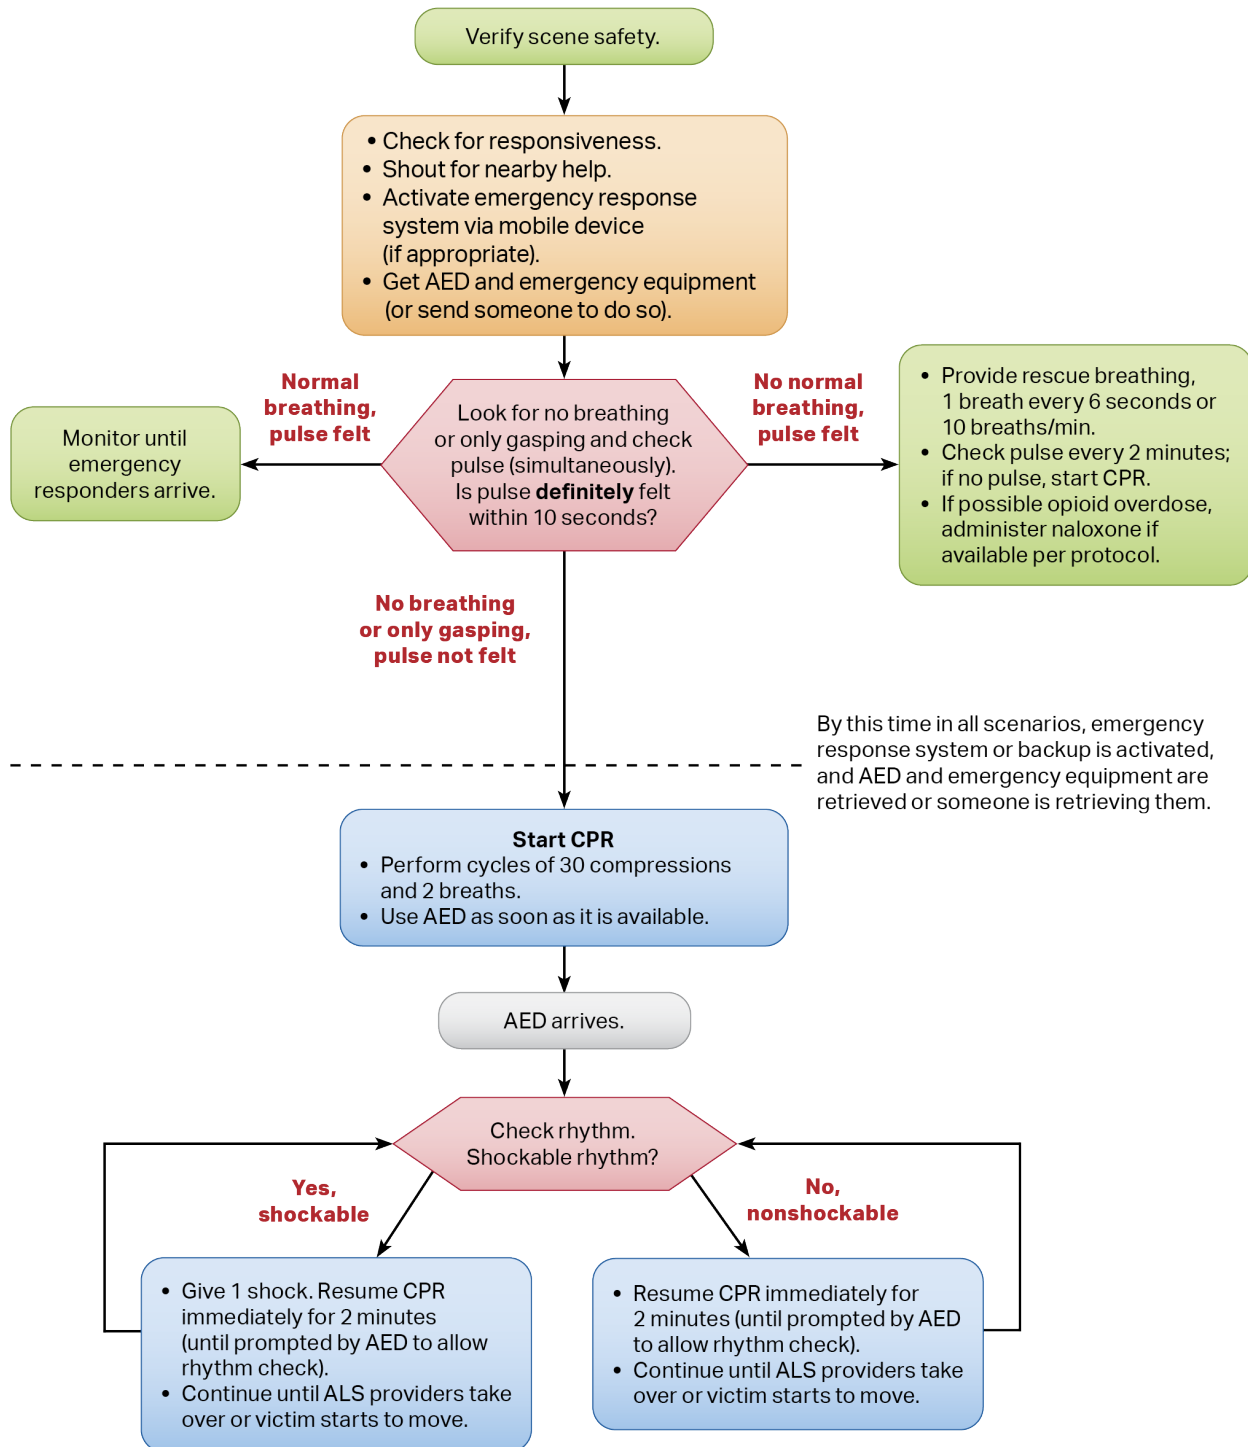 Verify scene safety.
• Check for responsiveness.
• Shout for nearby help.
• Activate emergency response
system via mobile device
(if appropriate).
• Get AED and emergency equipment
(or send someone to do so).
Normal
breathing,
pulse felt
Monitor until
emergency
responders arrive.
Look for no breathing
or only gasping and check
pulse (simultaneously).
Is pulse definitely felt
within 10 seconds?
No normal
breathing,
pulse felt
• Provide rescue breathing,
1 breath every 6 seconds or
10 breaths/min.
• Check pulse every 2 minutes;
if no pulse, start CPR.
• If possible opioid overdose,
administer naloxone if
available per protocol.
No breathing
or only gasping,
pulse not felt
By this time in all scenarios, emergency
response system or backup is activated,
and AED and emergency equipment are
retrieved or someone is retrieving them.
Start CPR
• Perform cycles of 30 compressions
and 2 breaths.
• Use AED as soon as it is available.
AED arrives.
Check rhythm.
Shockable rhythm?
Yes,
shockable
No,
nonshockable
• Give 1 shock. Resume CPR
immediately for 2 minutes
(until prompted by AED to allow
rhythm check).
• Continue until ALS providers take
over or victim starts to move.
• Resume CPR immediately for
2 minutes (until prompted by AED
to allow rhythm check).
• Continue until ALS providers take
over or victim starts to move.